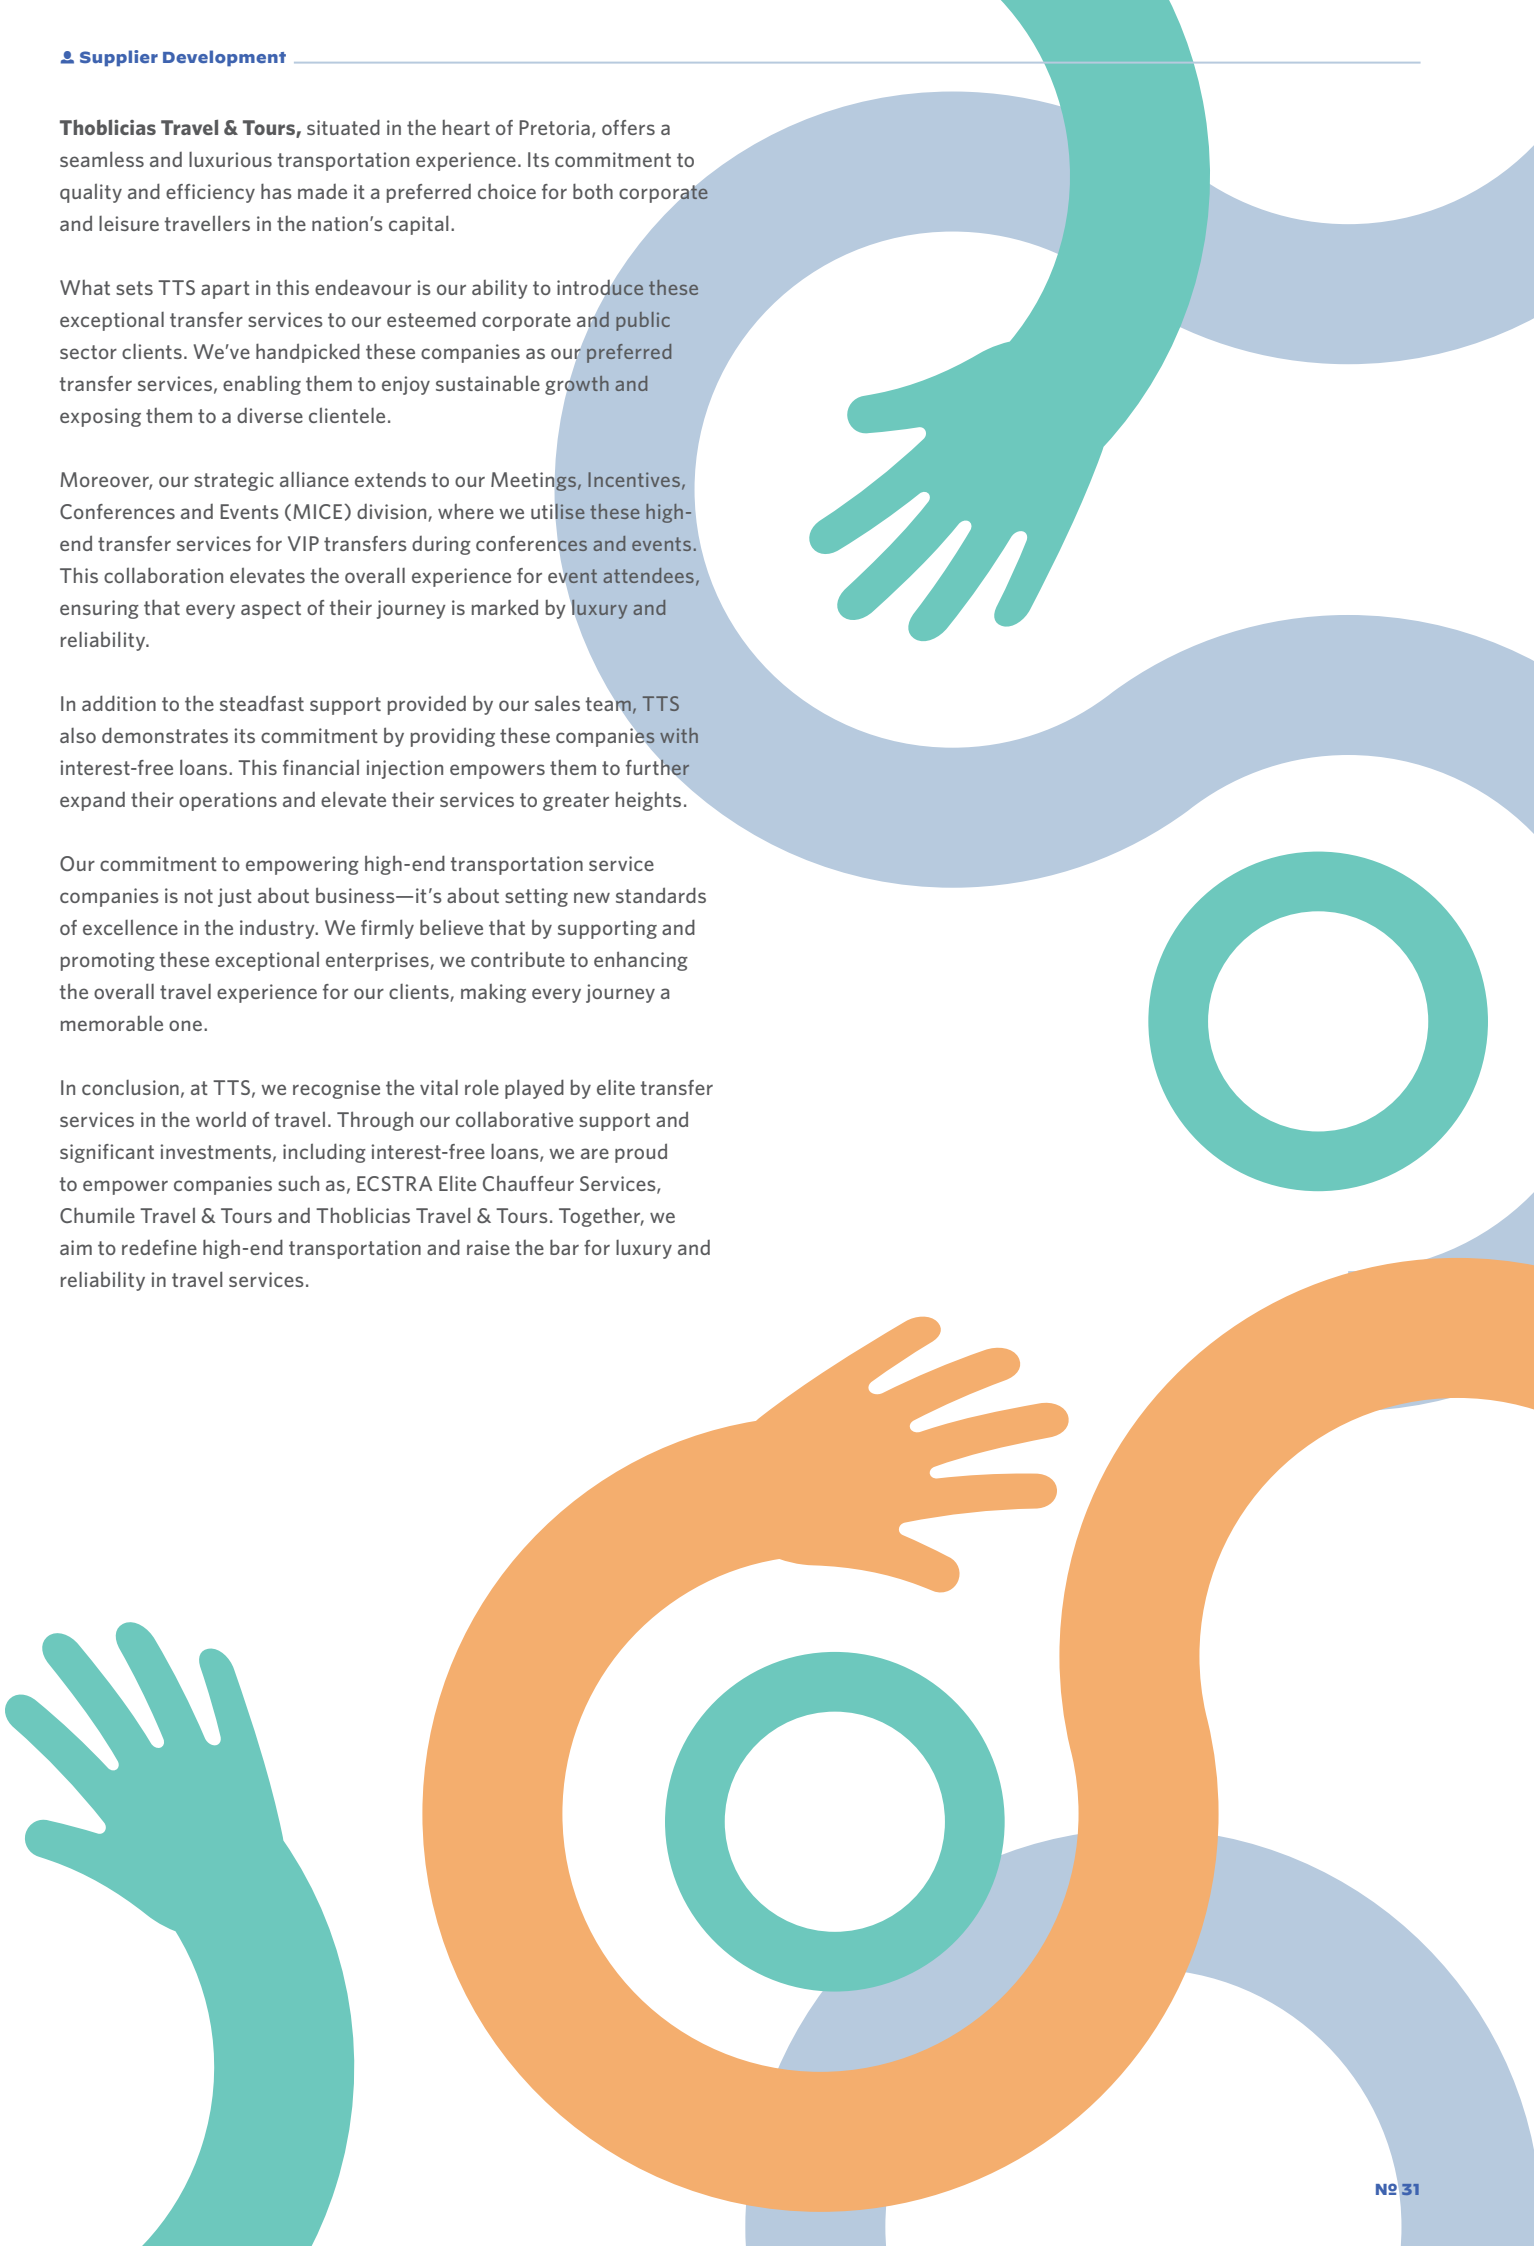 Supplier Development
Thoblicias Travel & Tours, situated in the heart of Pretoria, offers a
seamless and luxurious transportation experience. Its commitment to
quality and efficiency has made it a preferred choice for both corporate
and leisure travellers in the nation’s capital.
What sets TTS apart in this endeavour is our ability to introduce these
exceptional transfer services to our esteemed corporate and public
sector clients. We’ve handpicked these companies as our preferred
transfer services, enabling them to enjoy sustainable growth and
exposing them to a diverse clientele.
Moreover, our strategic alliance extends to our Meetings, Incentives,
Conferences and Events (MICE) division, where we utilise these high-
end transfer services for VIP transfers during conferences and events.
This collaboration elevates the overall experience for event attendees,
ensuring that every aspect of their journey is marked by luxury and
reliability.
In addition to the steadfast support provided by our sales team, TTS
also demonstrates its commitment by providing these companies with
interest-free loans. This financial injection empowers them to further
expand their operations and elevate their services to greater heights.
Our commitment to empowering high-end transportation service
companies is not just about business—it’s about setting new standards
of excellence in the industry. We firmly believe that by supporting and
promoting these exceptional enterprises, we contribute to enhancing
the overall travel experience for our clients, making every journey a
memorable one.
In conclusion, at TTS, we recognise the vital role played by elite transfer
services in the world of travel. Through our collaborative support and
significant investments, including interest-free loans, we are proud
to empower companies such as, ECSTRA Elite Chauffeur Services,
Chumile Travel & Tours and Thoblicias Travel & Tours. Together, we
aim to redefine high-end transportation and raise the bar for luxury and
reliability in travel services.
№ 31